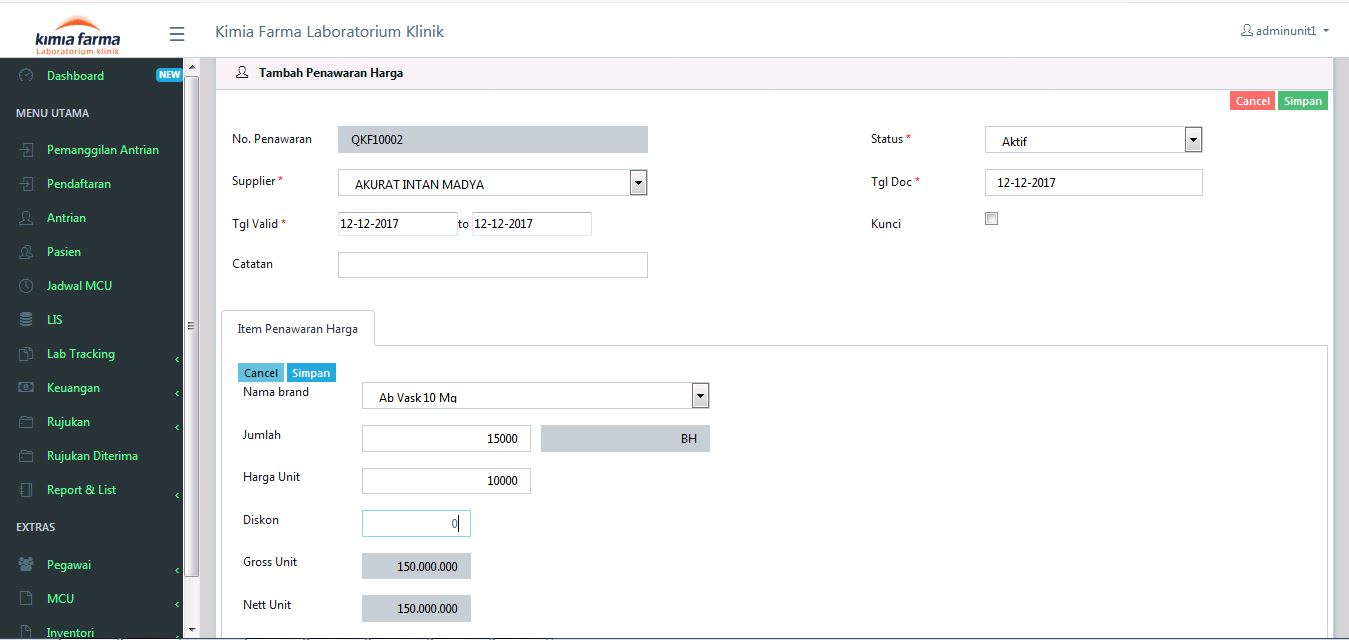 kimia farma
Laboratorium klinik
Kimia Farma Laboratorium Klinik
adminunit1
Dashboard
NEW
MENU UTAMA
Pemanggilan Antrian
Pendaftaran
Antrian
Pasien
Jadwal MCU
LIS
Lab Tracking
Keuangan
Rujukan
Rujukan Diterima
Report & List
EXTRAS
Pegawai
MCU
Inventori
Tambah Penawaran Harga
Cancel Simpan
No. Penawaran QKF10002
Status * Aktif
Supplier * AKURAT INTAN MADYA
Tgl Doc * 12-12-2017
Tgl Valid * 12-12-2017 to 12-12-2017
Kunci
Catatan
Item Penawaran Harga
Cancel Simpan
Nama brand Ab Vask 10 Mg
Jumlah 15000 BH
Harga Unit 10000
Diskon 0
Gross Unit 150.000.000
Nett Unit 150.000.000